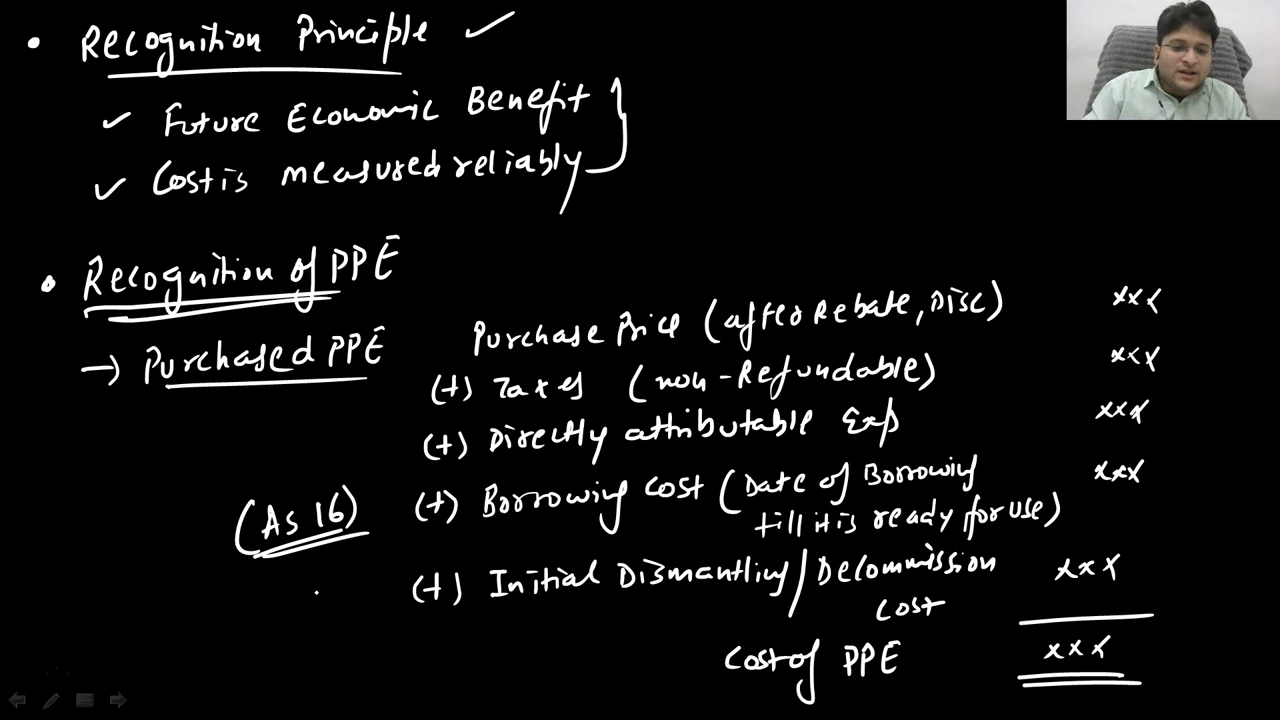 • Recognition Principle ✓
✓ Future Economic Benefit
✓ Cost is measured reliably
• Recognition of PPE
→ Purchased PPE
Purchase Price (after Rebate, Disc) xxx
(+) Taxes (non-Refundable) xxx
(+) Directly attributable Exp xxx
(As 16) (+) Borrowing cost (Date of Borrowing xxx
till it is ready for use)
(+) Initial Dismantling/Decommission xxx
cost
Cost of PPE xxx